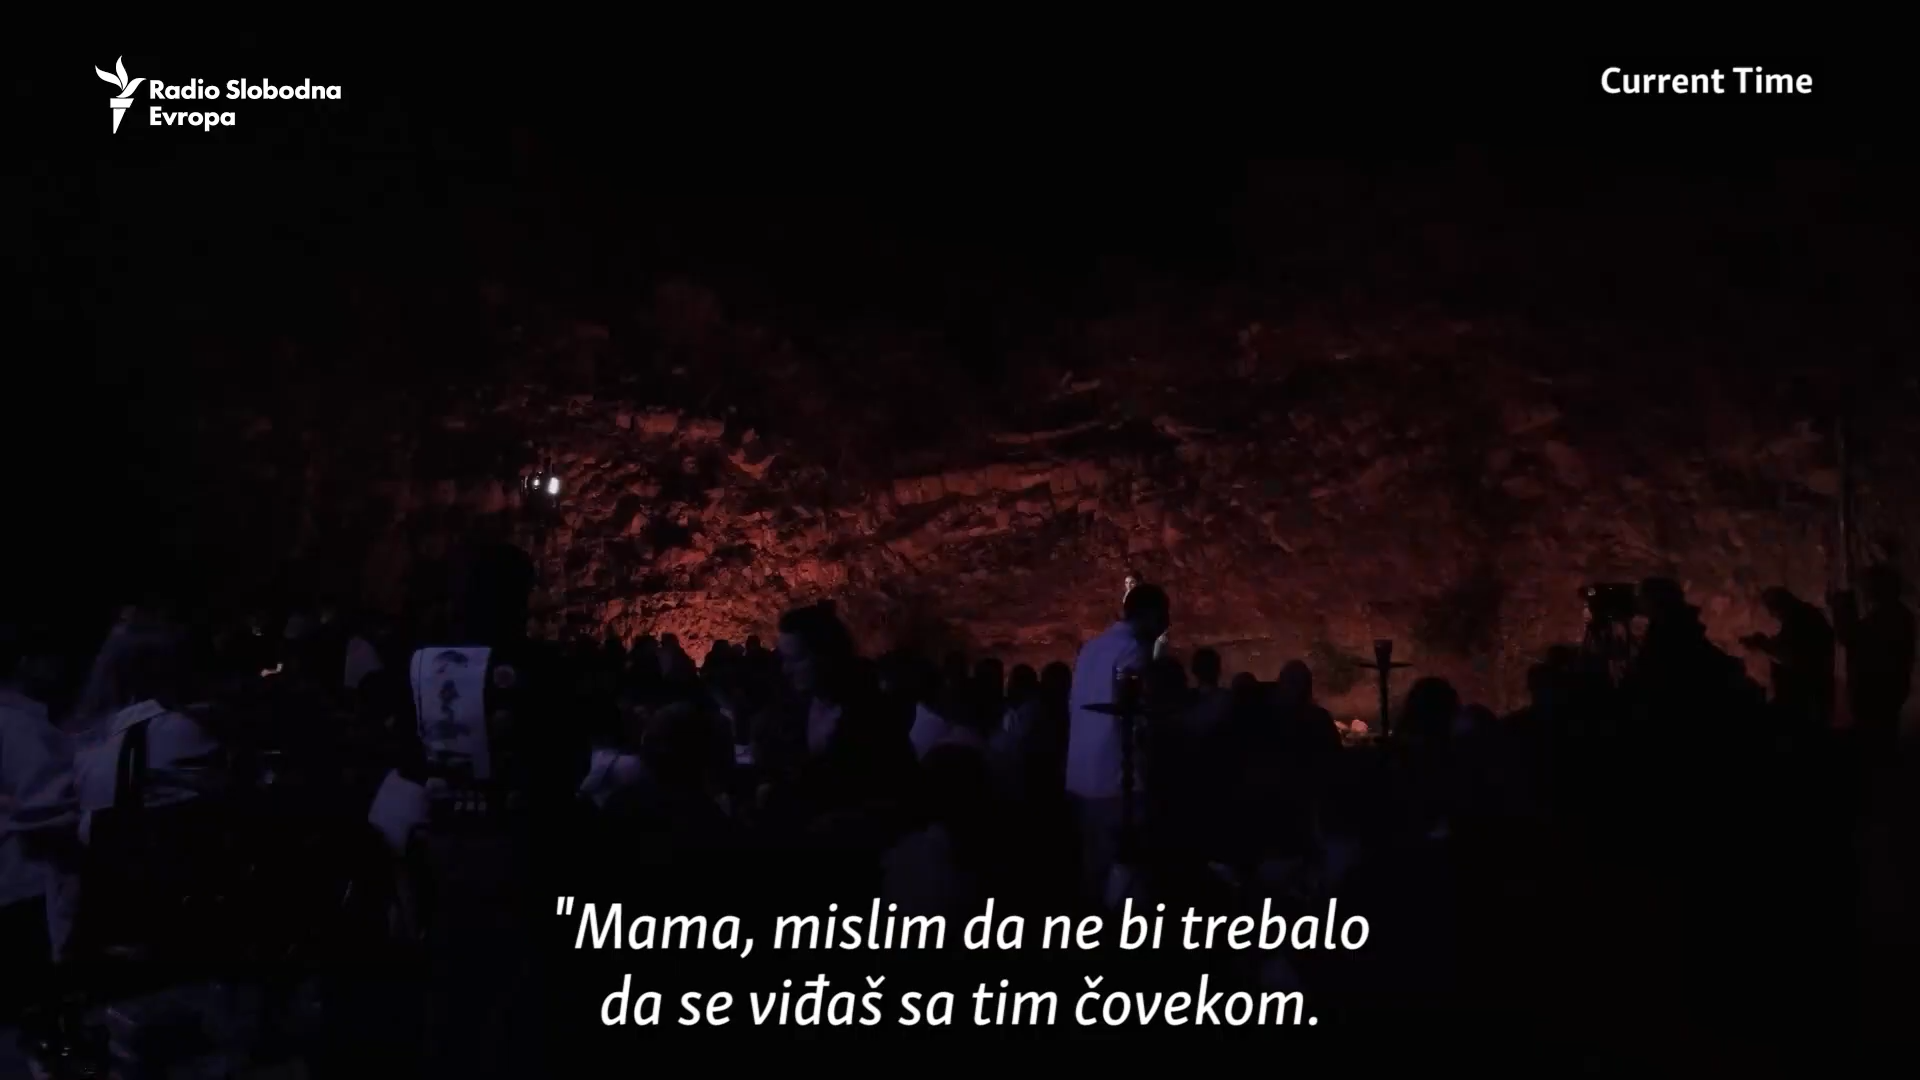 Radio Slobodna
Evropa
Current Time
"Mama, mislim da ne bi trebalo
da se viđaš sa tim čovekom.